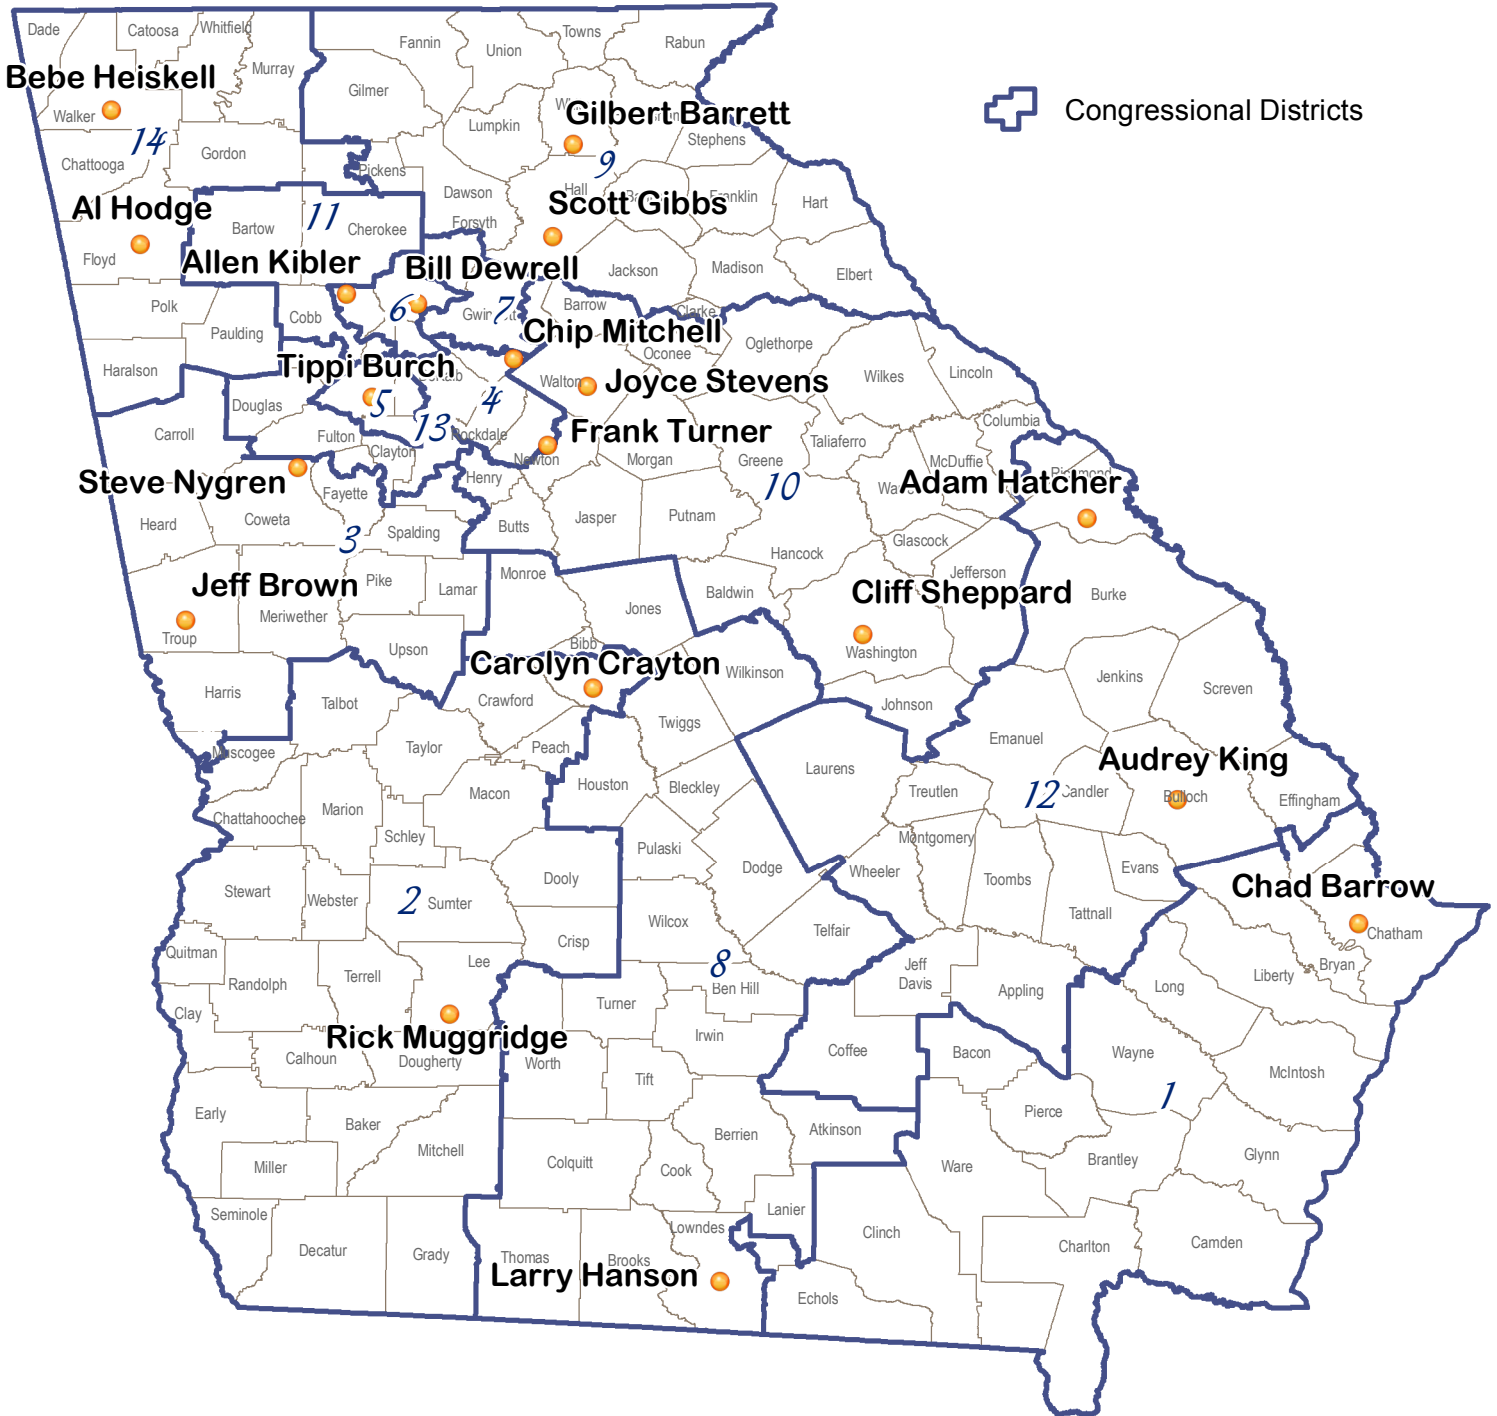 Dade
Catoosa
Whitfield
Fannin
Union
Towns
Rabun
Murray
Gilmer
Bebe Heiskell
Walker
14
Gilbert Barrett
Congressional Districts
Lumpkin
Stephens
Chattooga
Gordon
Pickens
9
Dawson
Hall
Franklin
Hart
Al Hodge
Scott Gibbs
Bartow
11
Cherokee
Forsyth
Floyd
Allen Kibler
Bill Dewrell
Jackson
Madison
Elbert
Polk
Cobb
6
7
Barrow
Clarke
Paulding
Chip Mitchell
Oconee
Oglethorpe
Haralson
Tippi Burch
Walton
Joyce Stevens
Wilkes
Lincoln
Douglas
5
4
13
Carroll
Fulton
Clayton
Rockdale
Frank Turner
Newton
Morgan
Greene
Taliaferro
Columbia
McDuffie
Richmond
Steve Nygren
Fayette
Henry
10
Adam Hatcher
Heard
Coweta
3
Spalding
Butts
Jasper
Putnam
Hancock
Glascock
Jefferson
Jeff Brown
Pike
Lamar
Monroe
Jones
Baldwin
Cliff Sheppard
Burke
Troup
Meriwether
Upson
Bibb
Washington
Carolyn Crayton
Wilkinson
Jenkins
Screven
Harris
Talbot
Crawford
Twiggs
Johnson
Muscogee
Taylor
Peach
Emanuel
Audrey King
Chattahoochee
Marion
Macon
Houston
Bleckley
Laurens
Treutlen
12
Candler
Bulloch
Effingham
Schley
Pulaski
Dodge
Montgomery
Wheeler
Toombs
Evans
Stewart
Webster
2
Sumter
Dooly
Wilcox
Telfair
Tattnall
Chad Barrow
Chatham
Quitman
Randolph
Terrell
Lee
Crisp
8
Ben Hill
Jeff
Davis
Appling
Long
Liberty
Bryan
Clay
Turner
Irwin
Rick Muggridge
Calhoun
Dougherty
Worth
Tift
Coffee
Bacon
Wayne
McIntosh
1
Early
Baker
Mitchell
Berrien
Atkinson
Pierce
Miller
Colquitt
Cook
Ware
Brantley
Glynn
Seminole
Decatur
Grady
Thomas
Brooks
Lowndes
Lanier
Clinch
Charlton
Camden
Larry Hanson
Echols